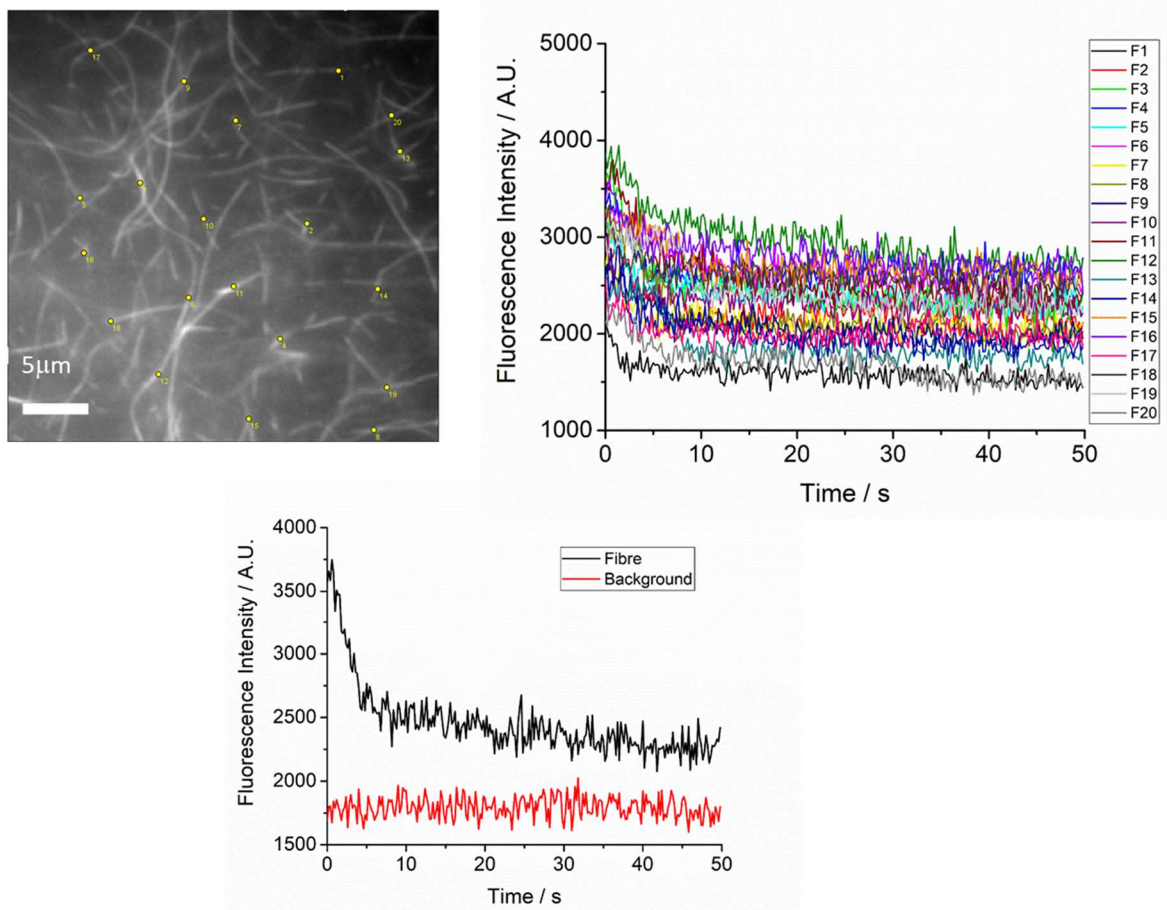 17
1
9
20
7
13
3
5
10
2
18
11
14
6
16
4
5μm
12
19
15
8
Fluorescence Intensity / A.U.
5000
4000
3000
2000
1000
0
10
20
30
40
50
Time / s
F1
F2
F3
F4
F5
F6
F7
F8
F9
F10
F11
F12
F13
F14
F15
F16
F17
F18
F19
F20
Fluorescence Intensity / A.U.
4000
3500
3000
2500
2000
1500
0
10
20
30
40
50
Time / s
Fibre
Background